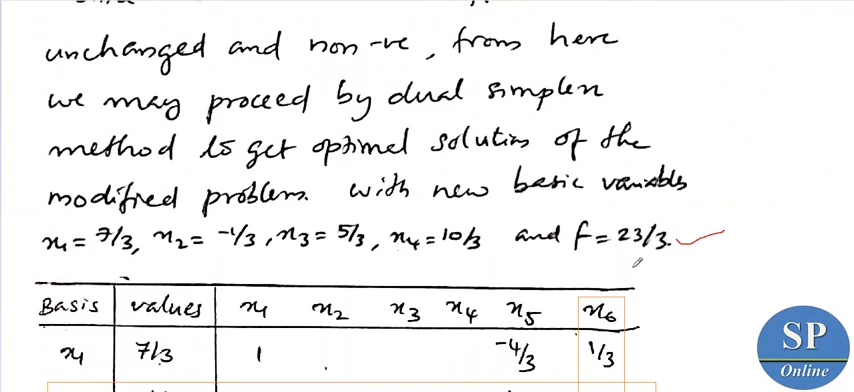 unchanged and non-ve, from here
we may proceed by dual simplex
method to get optimal solution of the
modified problem. with new basic variables
x₁ = 7/3, x₂ = -1/3, x₃ = 5/3, x₄ = 10/3 and f = 23/3.
Basis values x₁ x₂ x₃ x₄ x₅ x₆
x₁ 7/3 1 -4/3 1/3
SP
Online